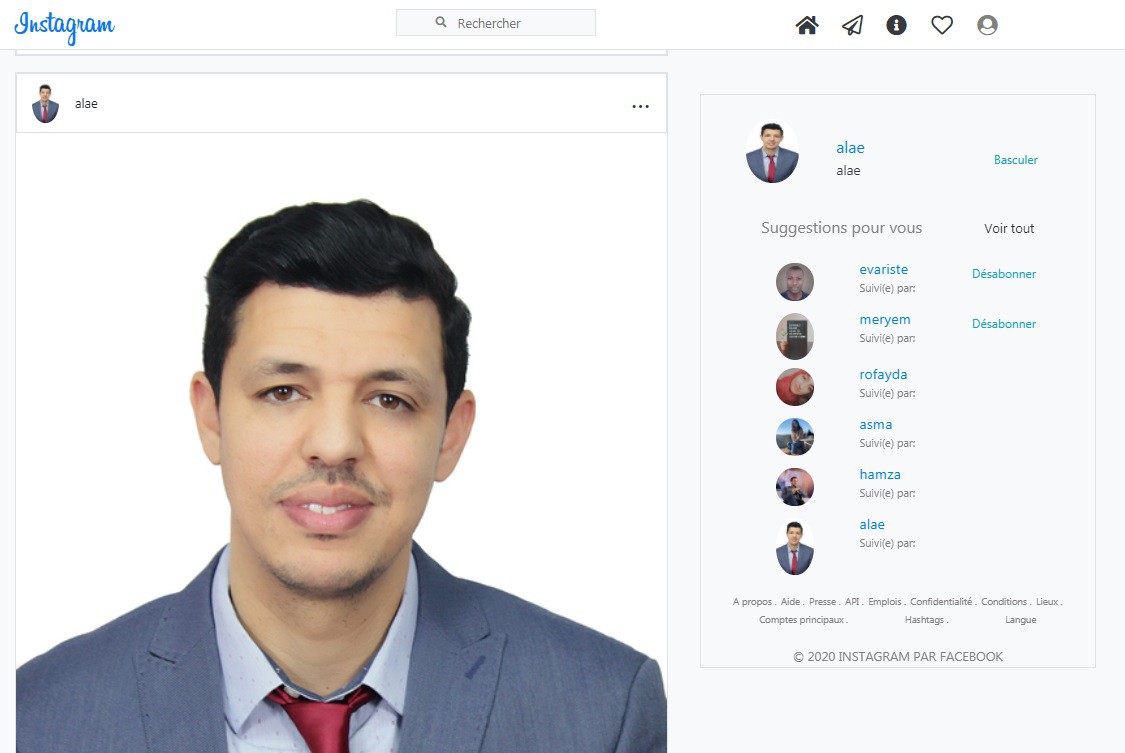 Instagram
Rechercher
alae
...
alae
alae
Basculer
Suggestions pour vous
Voir tout
evariste
Suivi(e) par:
Désabonner
meryem
Suivi(e) par:
Désabonner
rofayda
Suivi(e) par:
asma
Suivi(e) par:
hamza
Suivi(e) par:
alae
Suivi(e) par:
A propos . Aide . Presse . API . Emplois . Confidentialité . Conditions . Lieux .
Comptes principaux . Hashtags . Langue
© 2020 INSTAGRAM PAR FACEBOOK